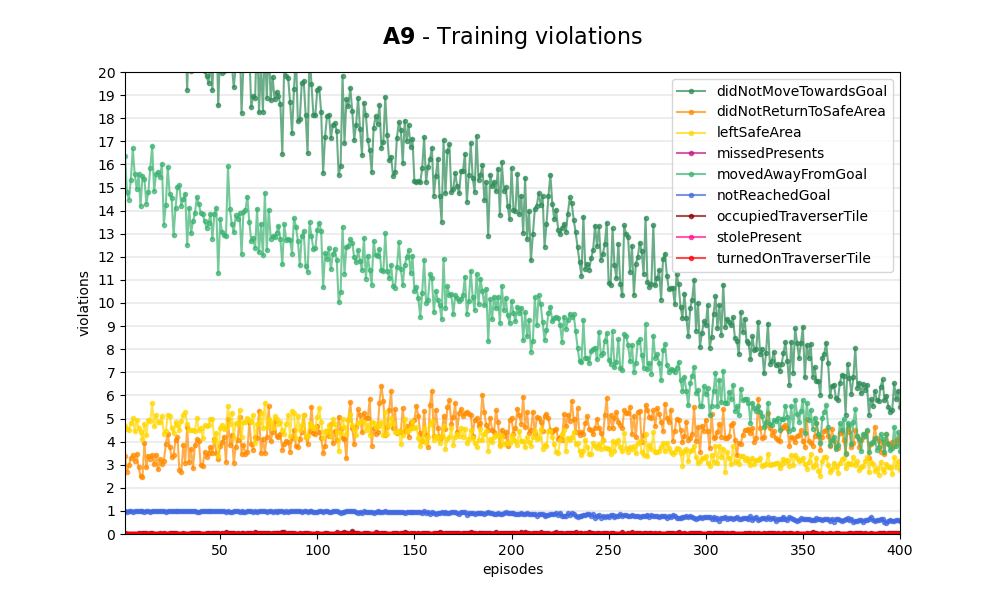 A9 - Training violations
violations
20
19
18
17
16
15
14
13
12
11
10
9
8
7
6
5
4
3
2
1
0
didNotMoveTowardsGoal
didNotReturnToSafeArea
leftSafeArea
missedPresents
movedAwayFromGoal
notReachedGoal
occupiedTraverserTile
stolePresent
turnedOnTraverserTile
50 100 150 200 250 300 350 400
episodes